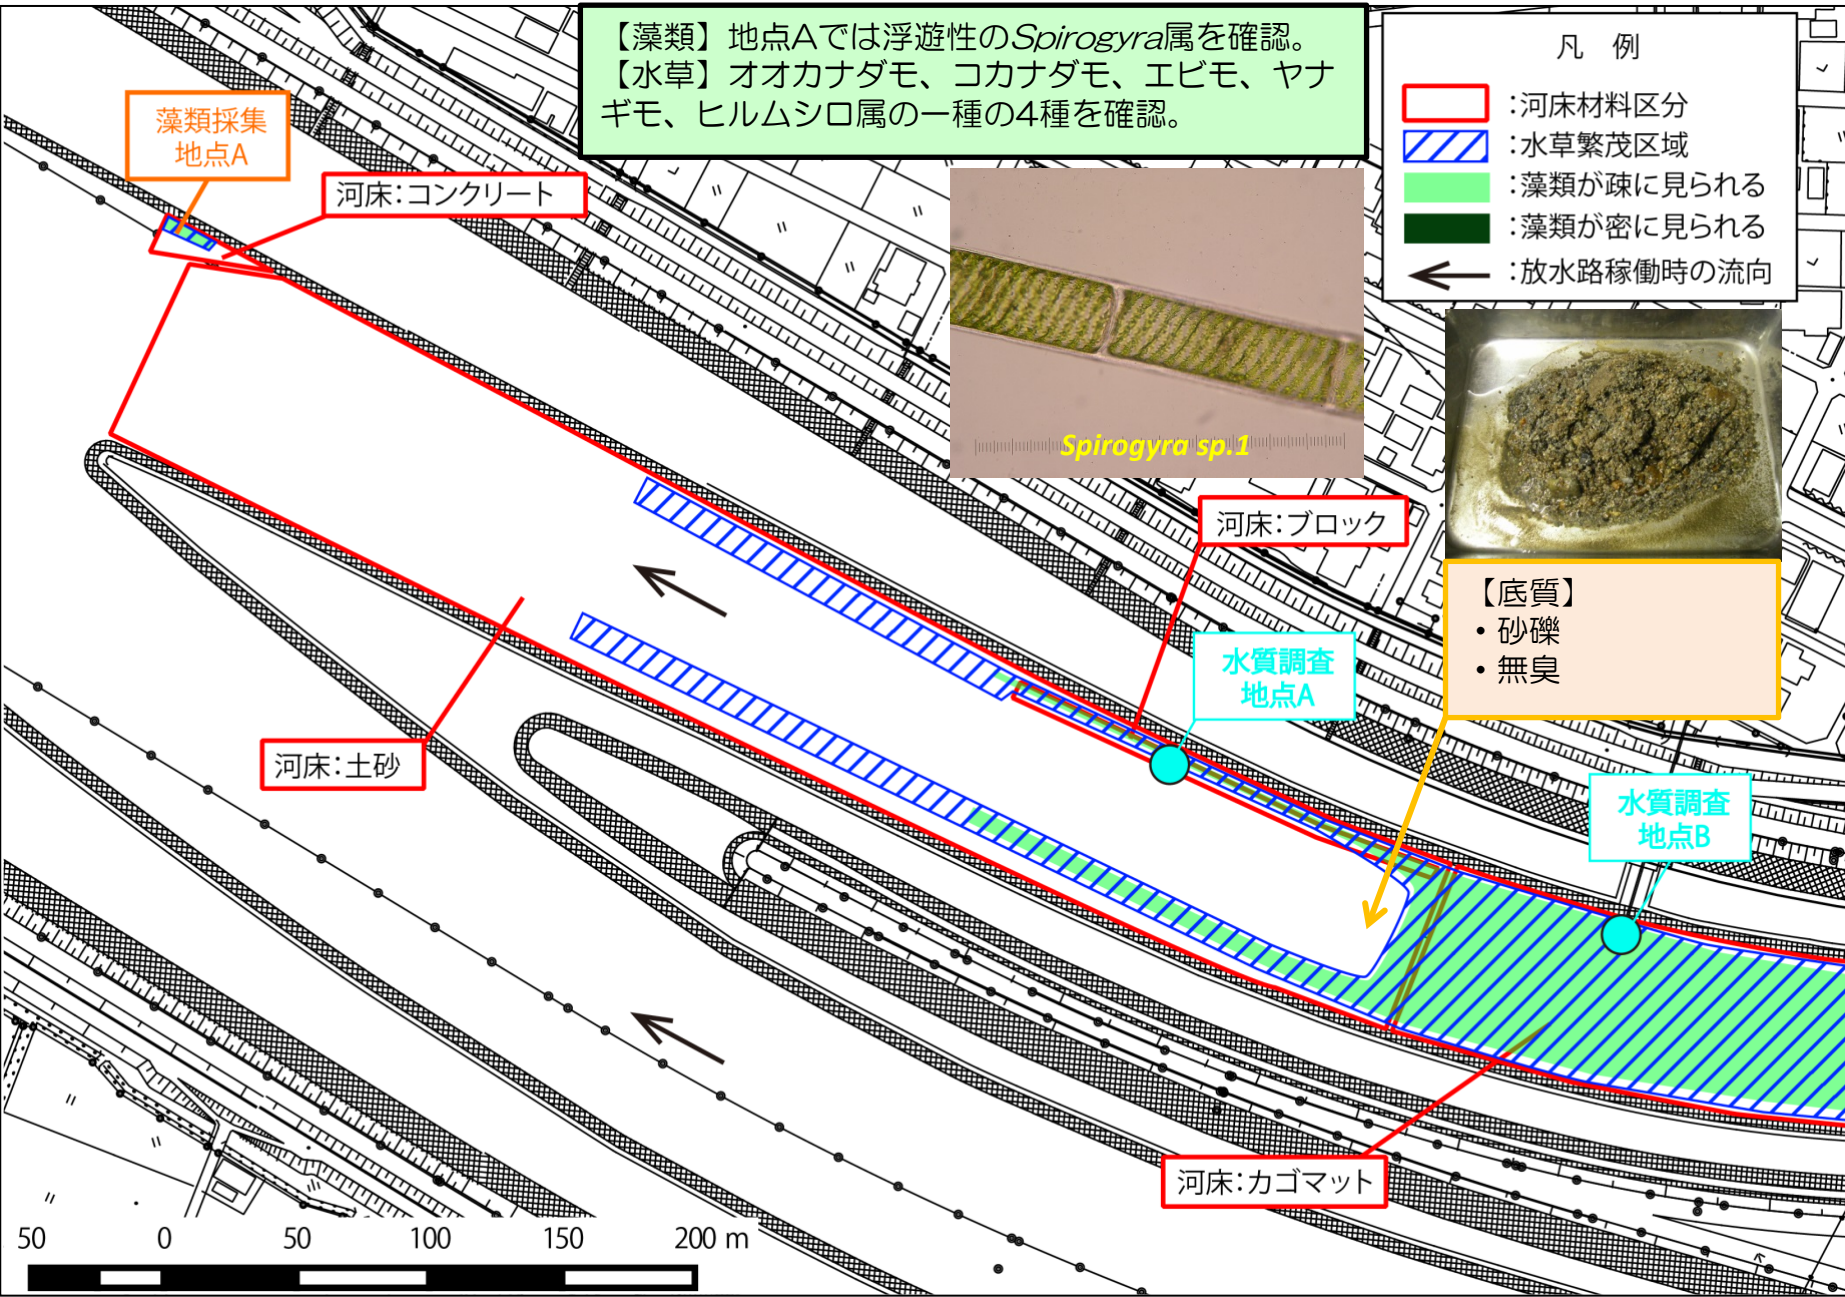 【藻類】地点Aでは浮遊性のSpirogyra属を確認。
【水草】オオカナダモ、コカナダモ、エビモ、ヤナ
ギモ、ヒルムシロ属の一種の4種を確認。
凡　例
：河床材料区分
：水草繁茂区域
：藻類が疎に見られる
：藻類が密に見られる
：放水路稼働時の流向
藻類採集
地点A
河床：コンクリート
Spirogyra sp.1
河床：ブロック
【底質】
・砂礫
・無臭
水質調査
地点A
河床：土砂
水質調査
地点B
河床：カゴマット
50 0 50 100 150 200 m